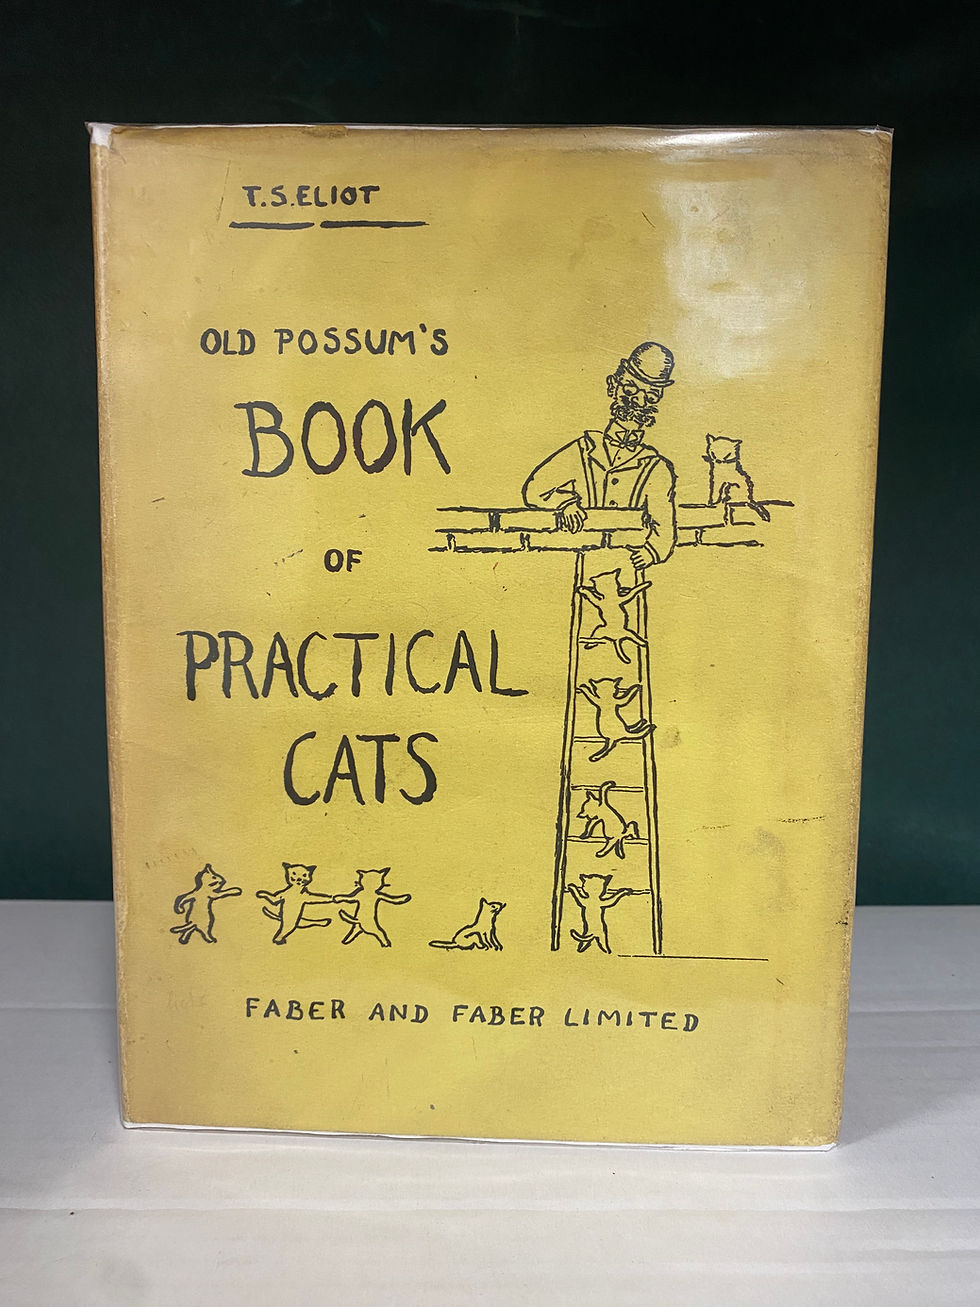 T.S.ELIOT
OLD POSSUM'S
BOOK
OF
PRACTICAL
CATS
FABER AND FABER LIMITED